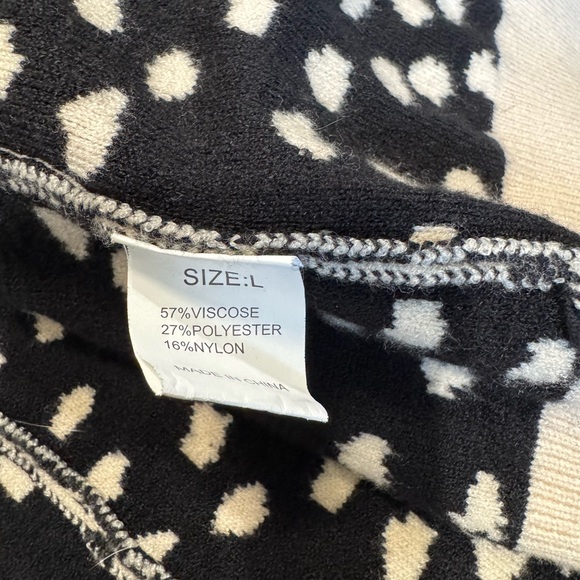 SIZE:L
57%VISCOSE
27%POLYESTER
16%NYLON
MADE IN CHINA